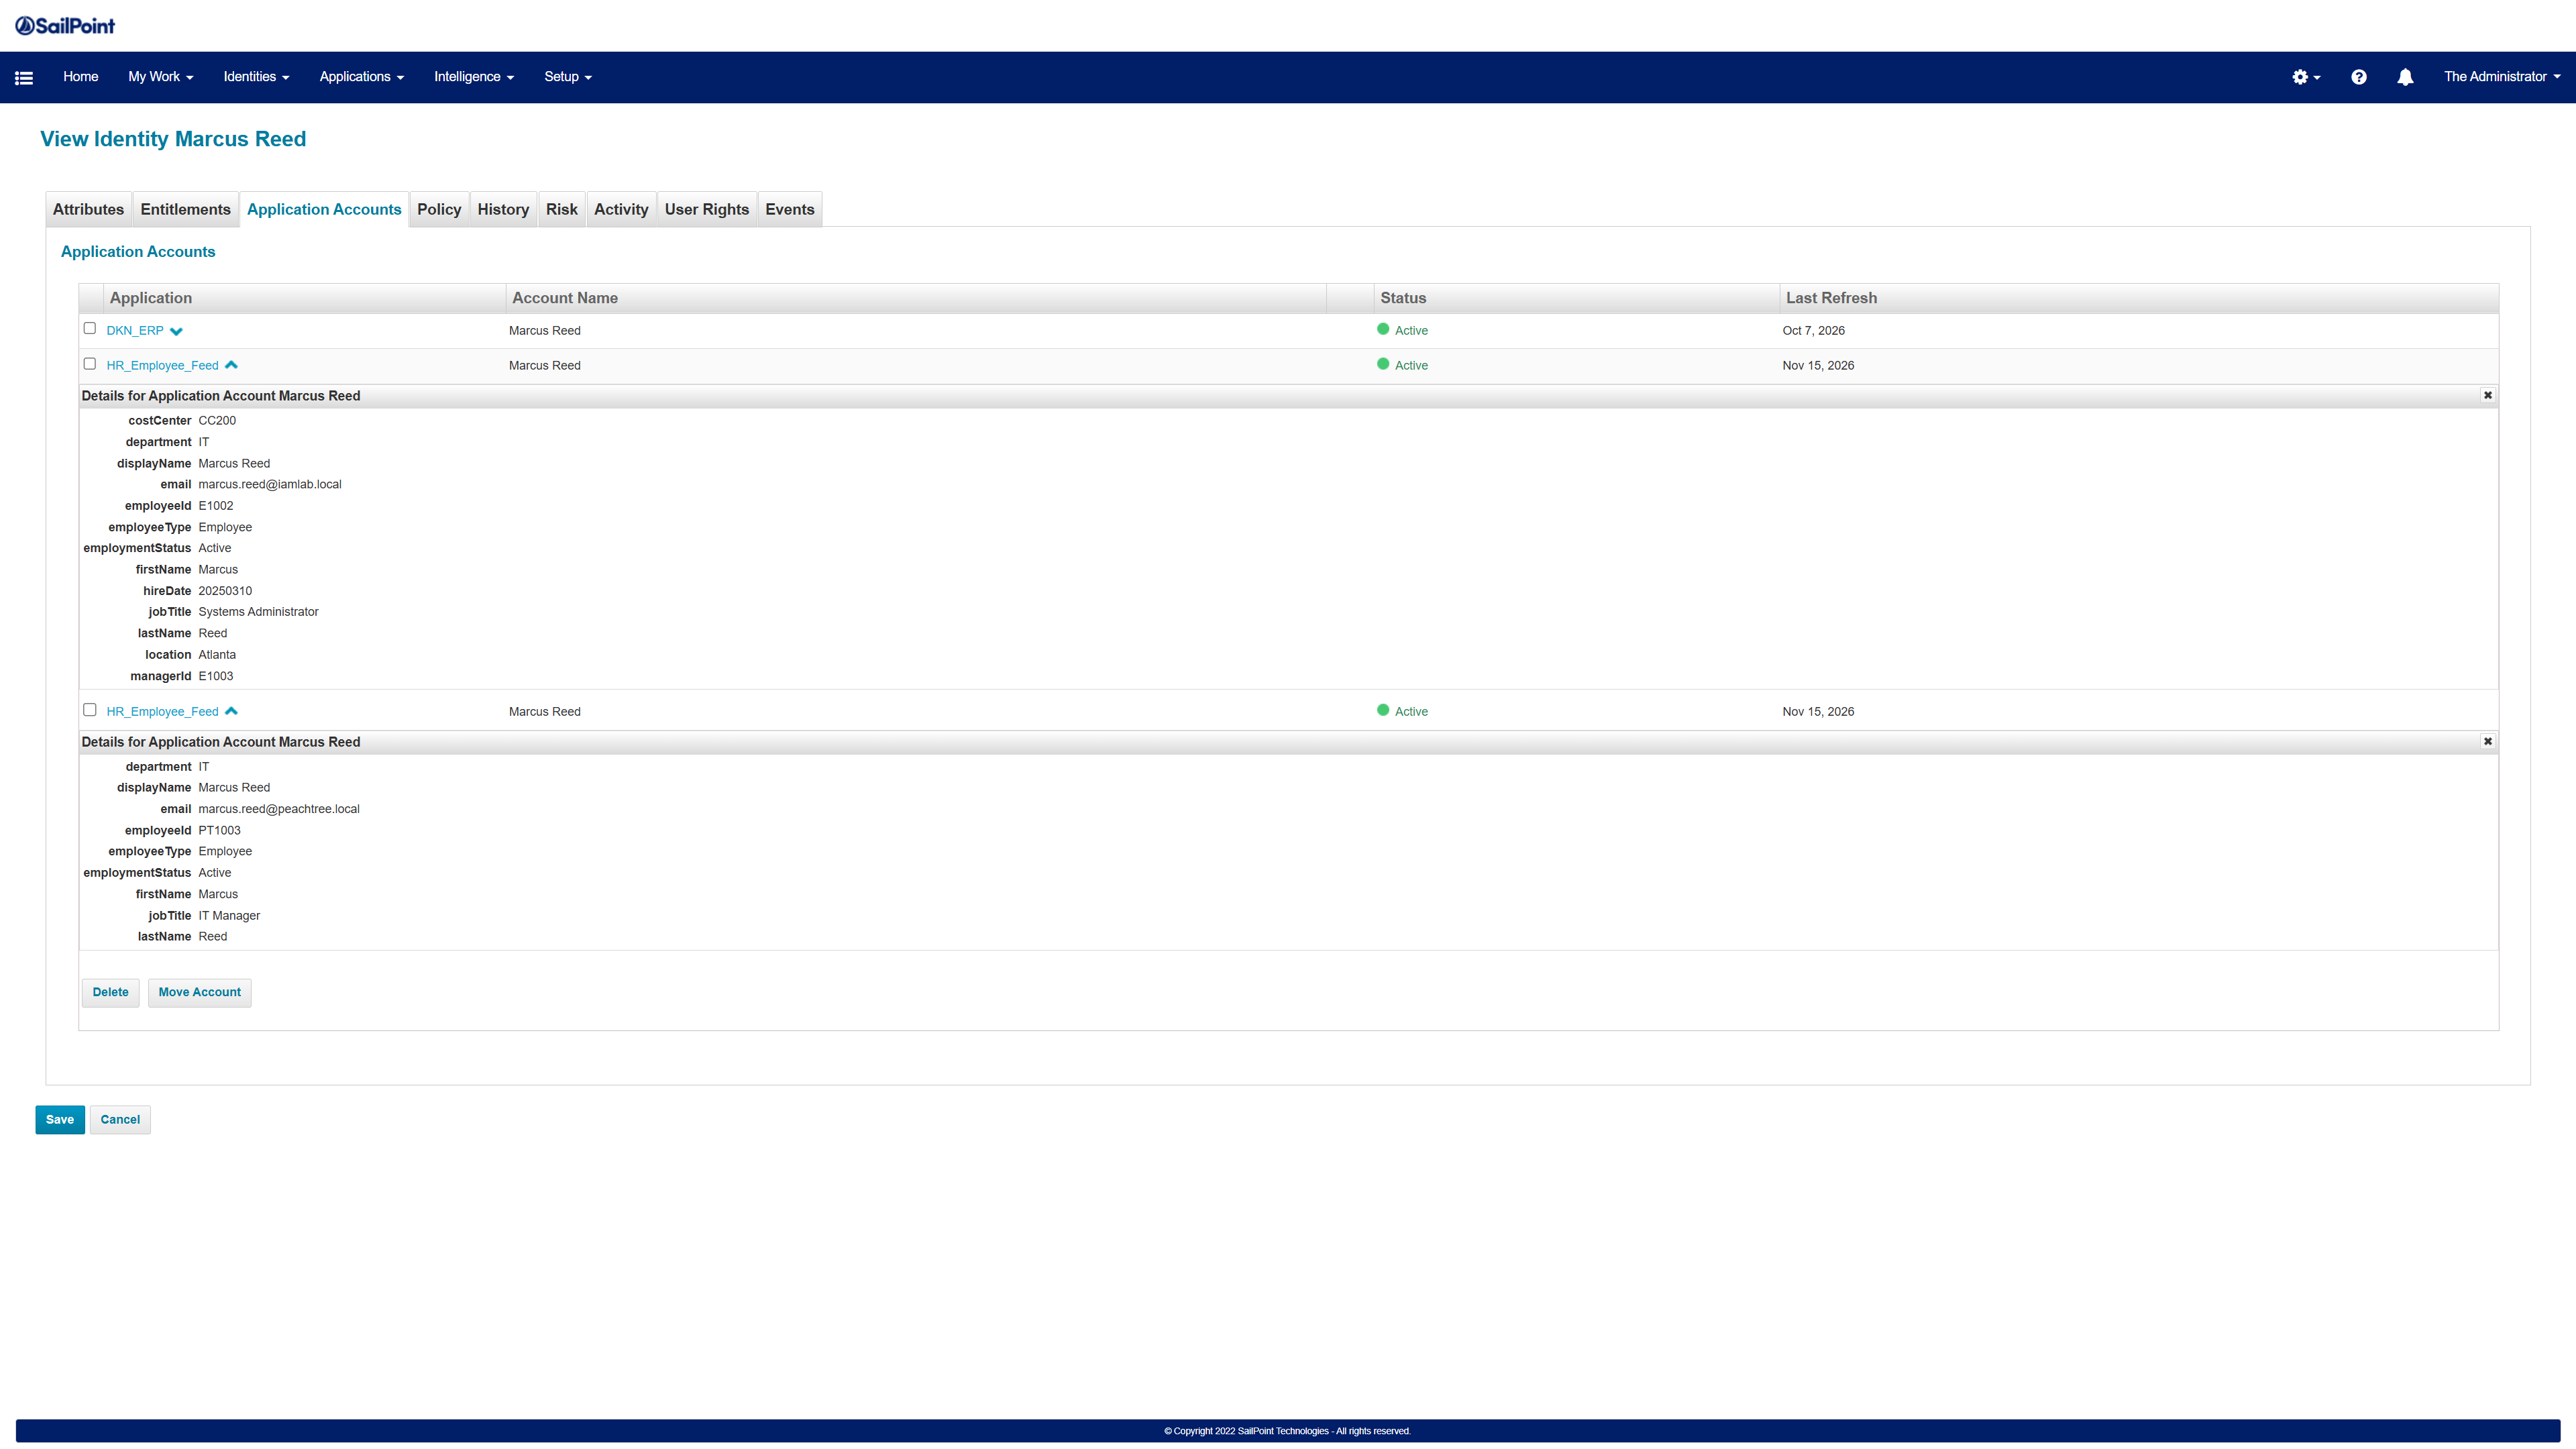 SailPoint
Home My Work Identities Applications Intelligence Setup The Administrator
View Identity Marcus Reed
Attributes Entitlements Application Accounts Policy History Risk Activity User Rights Events
Application Accounts
Application Account Name Status Last Refresh
DKN_ERP Marcus Reed Active Oct 7, 2026
HR_Employee_Feed Marcus Reed Active Nov 15, 2026
Details for Application Account Marcus Reed
costCenter CC200
department IT
displayName Marcus Reed
email marcus.reed@iamlab.local
employeeId E1002
employeeType Employee
employmentStatus Active
firstName Marcus
hireDate 20250310
jobTitle Systems Administrator
lastName Reed
location Atlanta
managerId E1003
HR_Employee_Feed Marcus Reed Active Nov 15, 2026
Details for Application Account Marcus Reed
department IT
displayName Marcus Reed
email marcus.reed@peachtree.local
employeeId PT1003
employeeType Employee
employmentStatus Active
firstName Marcus
jobTitle IT Manager
lastName Reed
Delete Move Account
Save Cancel
© Copyright 2022 SailPoint Technologies - All rights reserved.